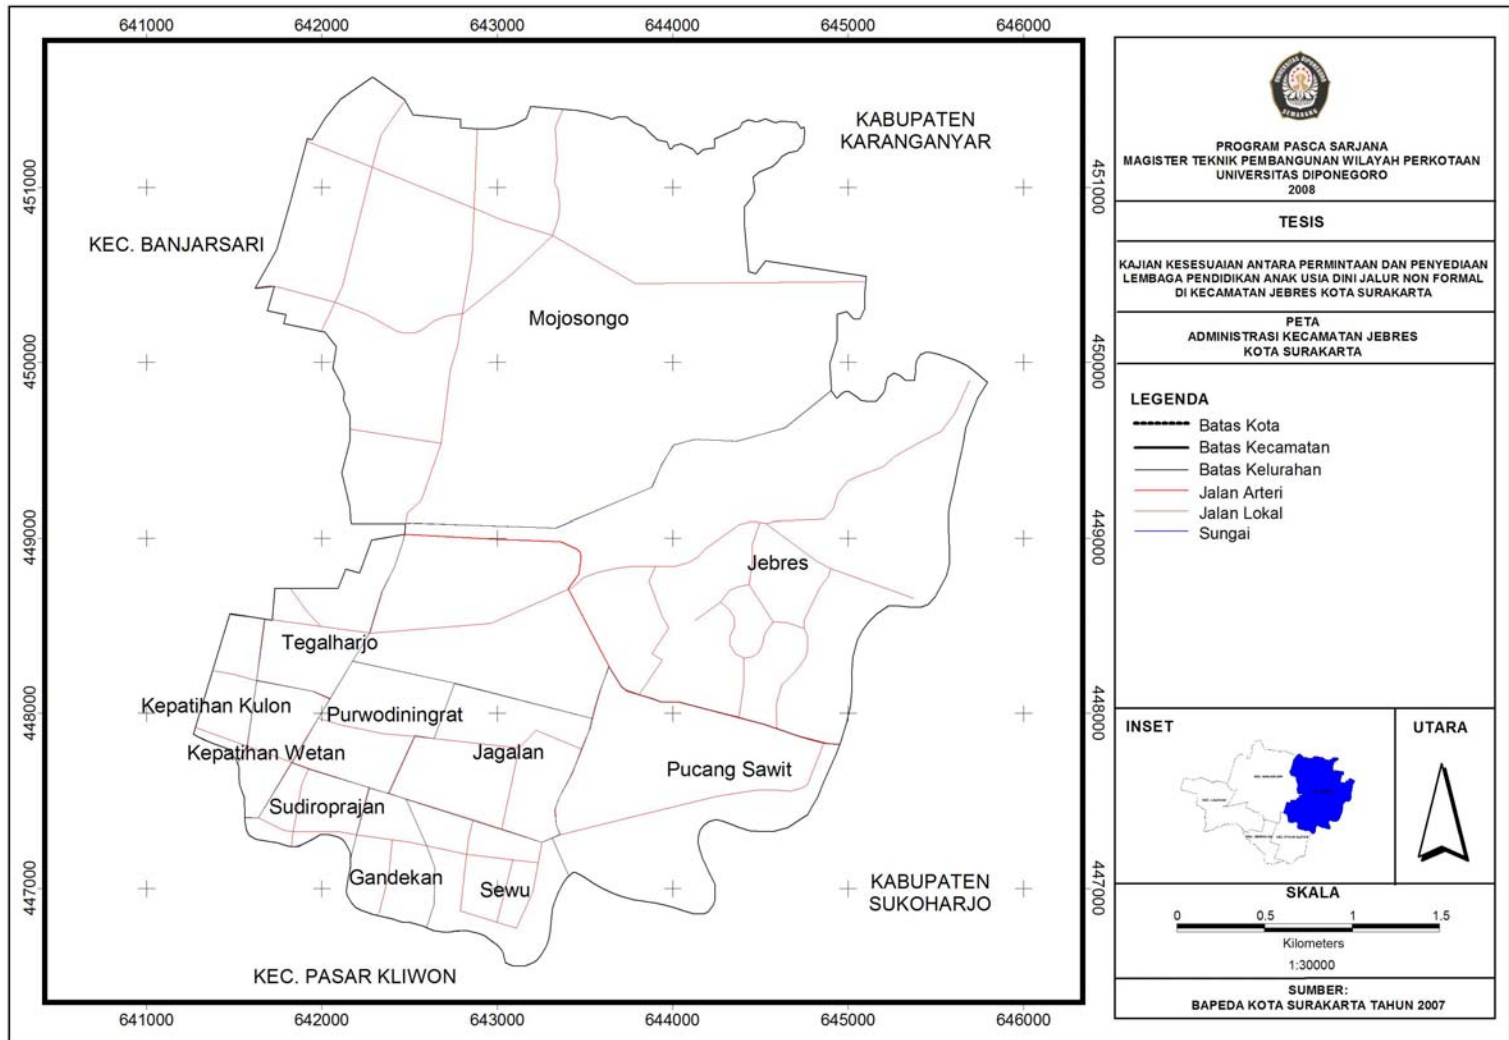 641000 642000 643000 644000 645000 646000
451000
450000
449000
448000
447000
KABUPATEN
KARANGANYAR
KEC. BANJARSARI
Mojosongo
Jebres
Tegalharjo
Kepatihan Kulon
Purwodiningrat
Kepatihan Wetan
Jagalan
Pucang Sawit
Sudiroprajan
Gandekan
Sewu
KABUPATEN
SUKOHARJO
KEC. PASAR KLIWON
451000
450000
449000
448000
447000
641000 642000 643000 644000 645000 646000
UNIVERSITAS DIPONEGORO
SEMARANG
PROGRAM PASCA SARJANA
MAGISTER TEKNIK PEMBANGUNAN WILAYAH PERKOTAAN
UNIVERSITAS DIPONEGORO
2008
TESIS
KAJIAN KESESUAIAN ANTARA PERMINTAAN DAN PENYEDIAAN
LEMBAGA PENDIDIKAN ANAK USIA DINI JALUR NON FORMAL
DI KECAMATAN JEBRES KOTA SURAKARTA
PETA
ADMINISTRASI KECAMATAN JEBRES
KOTA SURAKARTA
LEGENDA
Batas Kota
Batas Kecamatan
Batas Kelurahan
Jalan Arteri
Jalan Lokal
Sungai
INSET
UTARA
SKALA
0 0.5 1 1.5
Kilometers
1:30000
SUMBER:
BAPEDA KOTA SURAKARTA TAHUN 2007